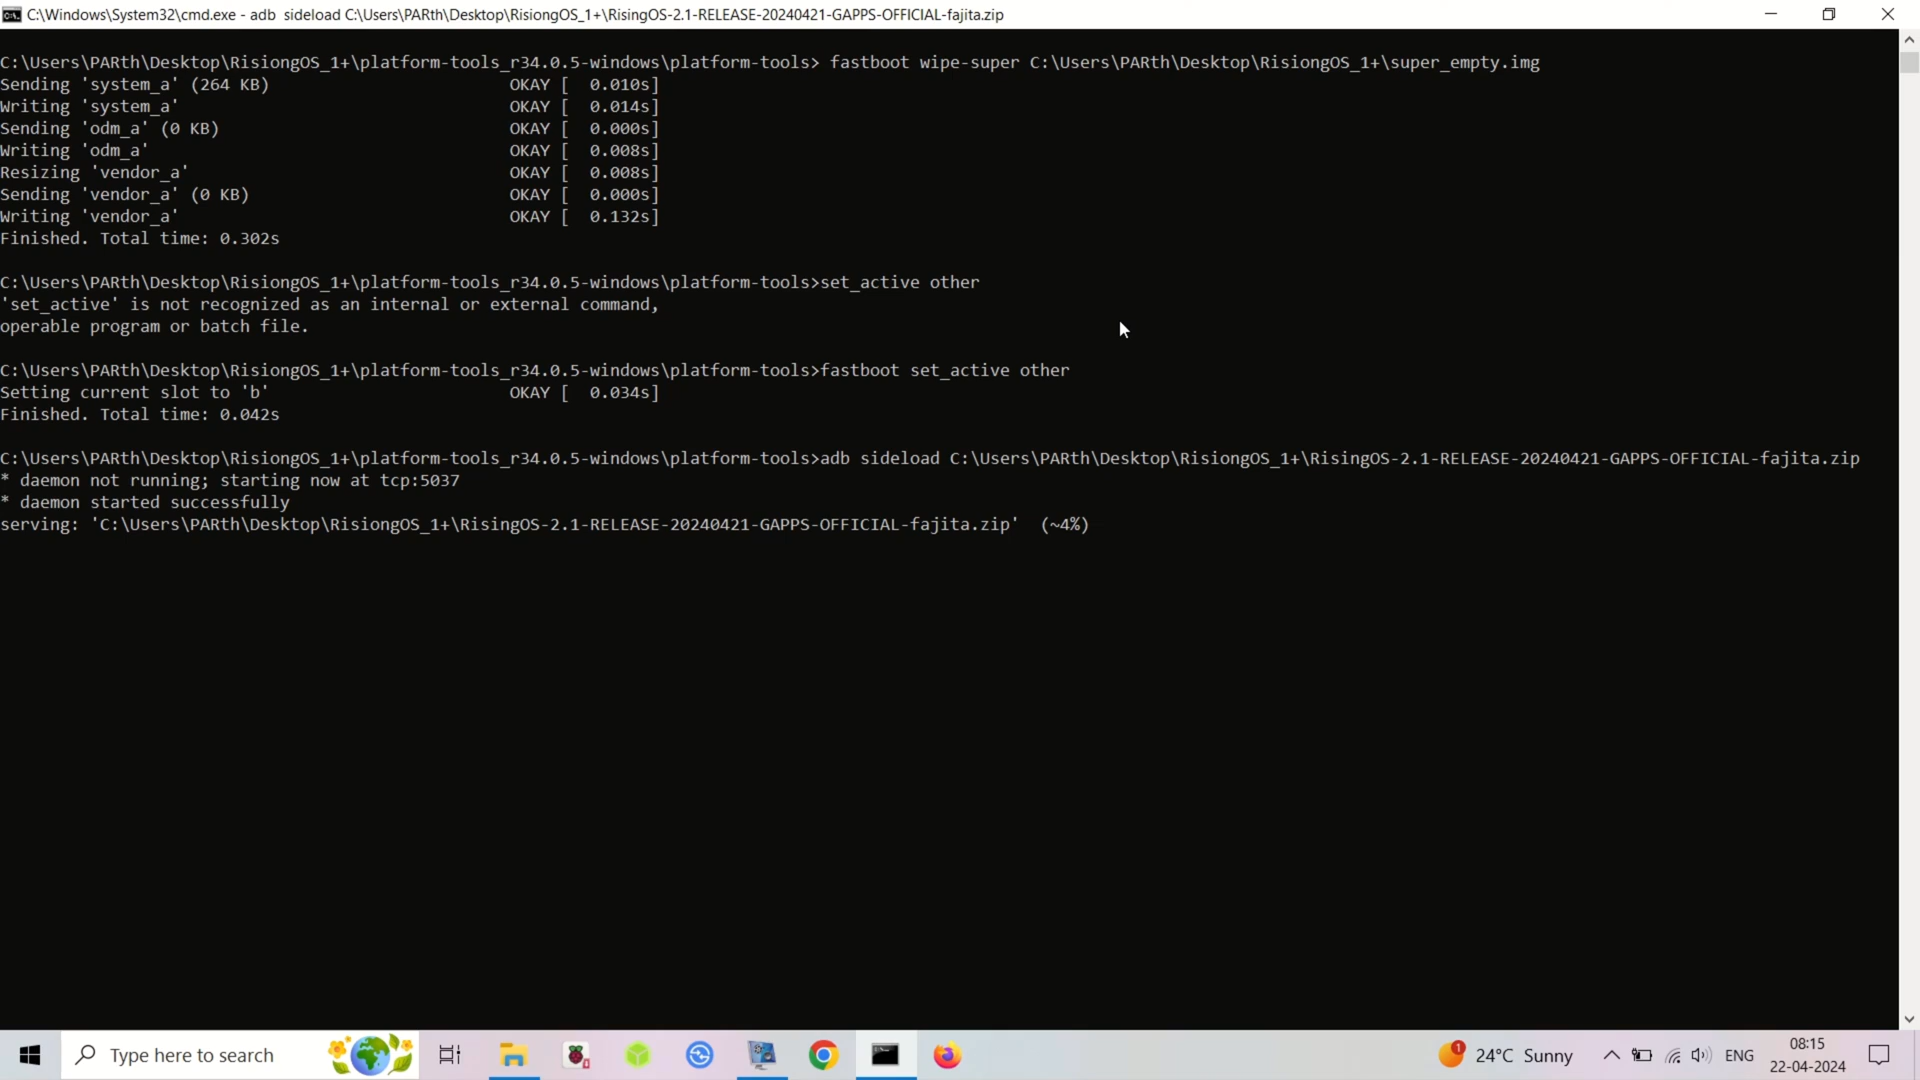 C:\Windows\System32\cmd.exe - adb  sideload C:\Users\PARth\Desktop\RisiongOS_1+\RisingOS-2.1-RELEASE-20240421-GAPPS-OFFICIAL-fajita.zip
C:\Users\PARth\Desktop\RisiongOS_1+\platform-tools_r34.0.5-windows\platform-tools> fastboot wipe-super C:\Users\PARth\Desktop\RisiongOS_1+\super_empty.img
Sending 'system_a' (264 KB)                        OKAY [  0.010s]
Writing 'system_a'                                 OKAY [  0.014s]
Sending 'odm_a' (0 KB)                             OKAY [  0.000s]
Writing 'odm_a'                                    OKAY [  0.008s]
Resizing 'vendor_a'                                OKAY [  0.008s]
Sending 'vendor_a' (0 KB)                          OKAY [  0.000s]
Writing 'vendor_a'                                 OKAY [  0.132s]
Finished. Total time: 0.302s
C:\Users\PARth\Desktop\RisiongOS_1+\platform-tools_r34.0.5-windows\platform-tools>set_active other
'set_active' is not recognized as an internal or external command,
operable program or batch file.
C:\Users\PARth\Desktop\RisiongOS_1+\platform-tools_r34.0.5-windows\platform-tools>fastboot set_active other
Setting current slot to 'b'                        OKAY [  0.034s]
Finished. Total time: 0.042s
C:\Users\PARth\Desktop\RisiongOS_1+\platform-tools_r34.0.5-windows\platform-tools>adb sideload C:\Users\PARth\Desktop\RisiongOS_1+\RisingOS-2.1-RELEASE-20240421-GAPPS-OFFICIAL-fajita.zip
* daemon not running; starting now at tcp:5037
* daemon started successfully
serving: 'C:\Users\PARth\Desktop\RisiongOS_1+\RisingOS-2.1-RELEASE-20240421-GAPPS-OFFICIAL-fajita.zip'  (~4%)
Type here to search
1
24°C Sunny
ENG
08:15
22-04-2024